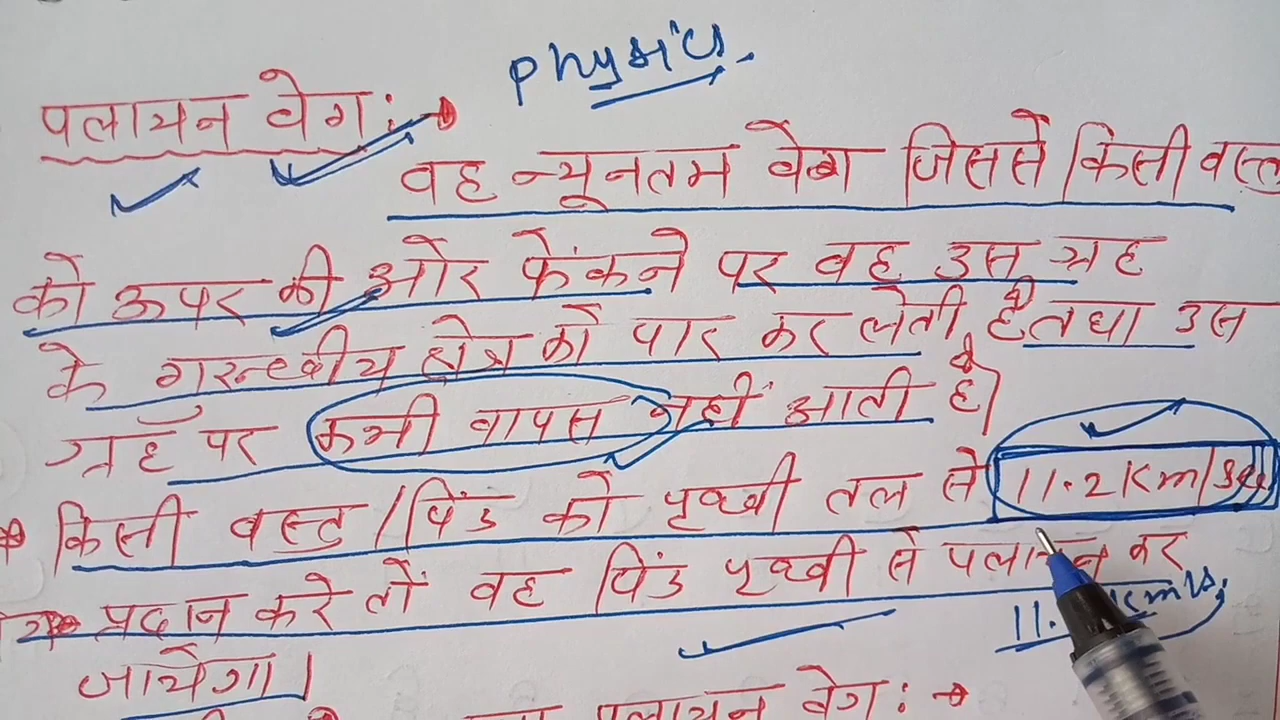 Physics
पलायन वेग :→
वह न्यूनतम वेग जिससे किसी वस्तु
को ऊपर की ओर फेंकने पर वह उस ग्रह
के गुरुत्वीय क्षेत्र को पार कर लेती है तथा उस
ग्रह पर कभी वापस नहीं आती है।
किसी वस्तु / पिंड को पृथ्वी तल से 11.2 Km/Sec
प्रदान करे तो वह पिंड पृथ्वी से पलायन कर
जायेगा।
पलायन वेग :→